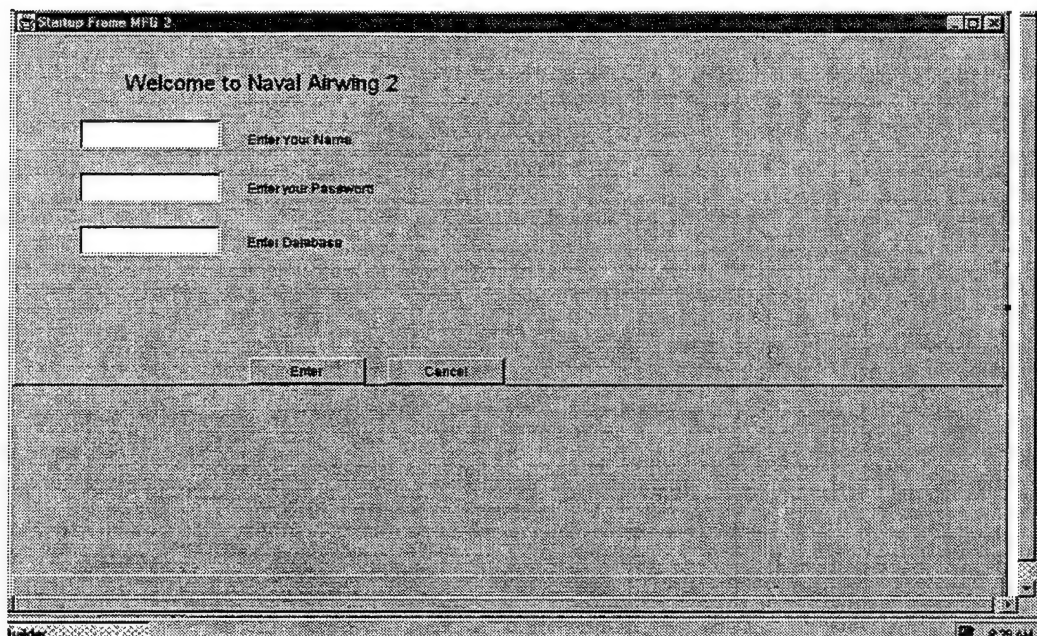 Startup Frame MFG 2
Welcome to Naval Airwing 2
Enter your Name
Enter your Password
Enter Database
Enter
Cancel